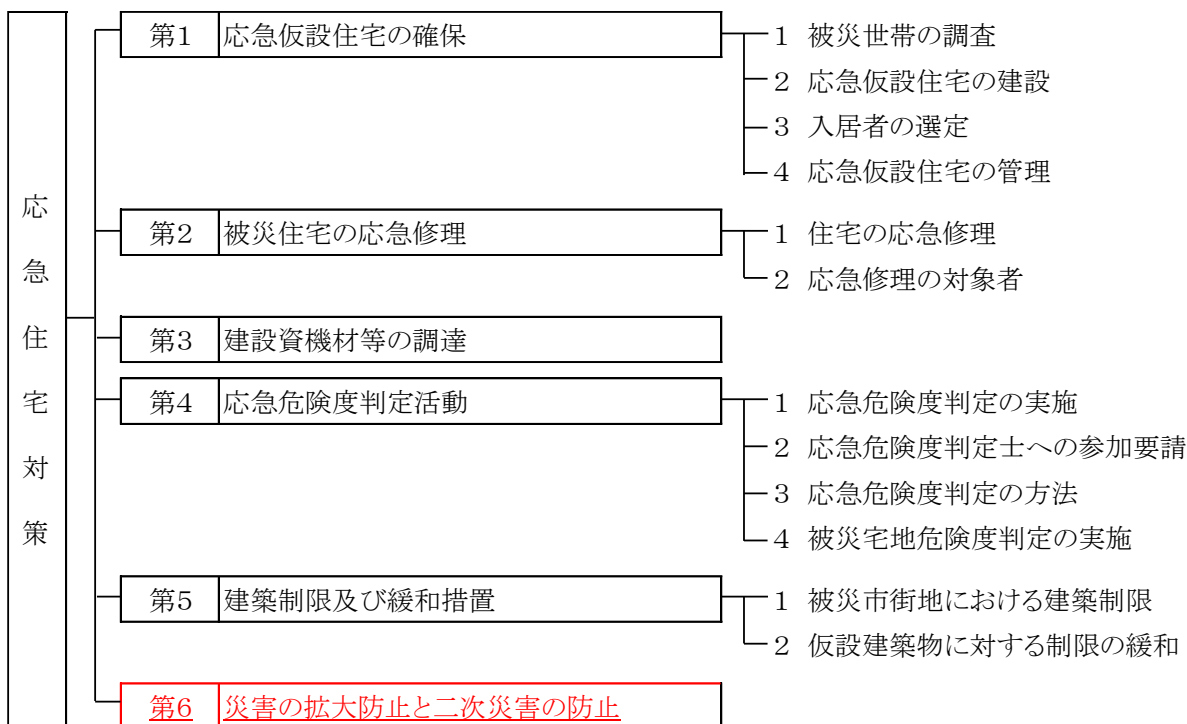 応急住宅対策
第1 応急仮設住宅の確保
1 被災世帯の調査
2 応急仮設住宅の建設
3 入居者の選定
4 応急仮設住宅の管理
第2 被災住宅の応急修理
1 住宅の応急修理
2 応急修理の対象者
第3 建設資機材等の調達
第4 応急危険度判定活動
1 応急危険度判定の実施
2 応急危険度判定士への参加要請
3 応急危険度判定の方法
4 被災宅地危険度判定の実施
第5 建築制限及び緩和措置
1 被災市街地における建築制限
2 仮設建築物に対する制限の緩和
第6 災害の拡大防止と二次災害の防止